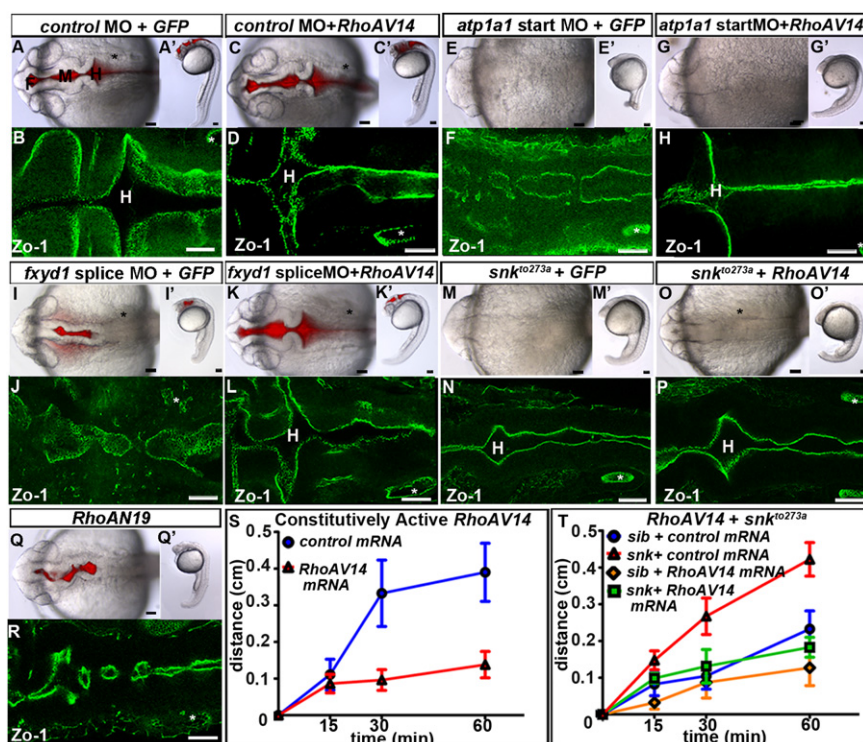 control MO + GFP
control MO+RhoAV14
atp1a1 start MO + GFP
atp1a1 startMO+RhoAV14
A
A'
C
C'
E
E'
G
G'
M
H
B
H
*
Zo-1
D
H
*
Zo-1
F
*
Zo-1
H
H
*
Zo-1
fxyd1 splice MO + GFP
fxyd1 spliceMO+RhoAV14
snk^to273a + GFP
snk^to273a + RhoAV14
I
*
I'
K
*
K'
M
M'
O
*
O'
J
*
Zo-1
L
H
*
Zo-1
N
H
*
Zo-1
P
H
*
Zo-1
RhoAN19
Q
Q'
R
*
Zo-1
S
Constitutively Active RhoAV14
control mRNA
RhoAV14
mRNA
distance (cm)
0.5
0.4
0.3
0.2
0.1
0
15
30
60
time (min)
T
RhoAV14 + snk^to273a
sib + control mRNA
snk+ control mRNA
sib + RhoAV14 mRNA
snk+ RhoAV14
mRNA
distance (cm)
0.5
0.4
0.3
0.2
0.1
0
15
30
60
time (min)